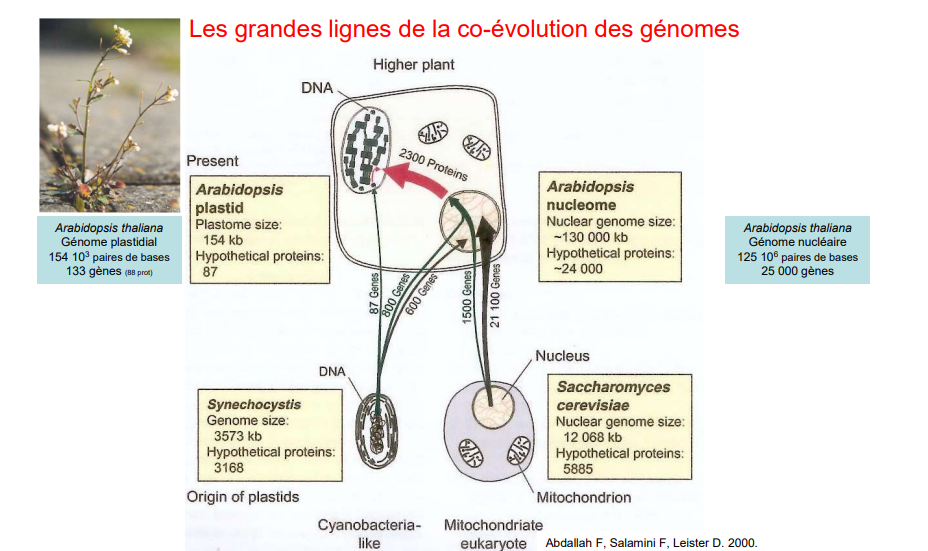 Les grandes lignes de la co-évolution des génomes
Higher plant
DNA
2300 Proteins
Present
Arabidopsis
plastid
Plastome size:
154 kb
Hypothetical proteins:
87
Arabidopsis
nucleome
Nuclear genome size:
~130 000 kb
Hypothetical proteins:
~24 000
Arabidopsis thaliana
Génome plastidial
154 10³ paires de bases
133 gènes (88 prot)
Arabidopsis thaliana
Génome nucléaire
125 10⁶ paires de bases
25 000 gènes
87 Genes
800 Genes
600 Genes
1500 Genes
21 100 Genes
Nucleus
DNA
Synechocystis
Genome size:
3573 kb
Hypothetical proteins:
3168
Saccharomyces
cerevisiae
Nuclear genome size:
12 068 kb
Hypothetical proteins:
5885
Origin of plastids
Mitochondrion
Cyanobacteria-
like
Mitochondriate
eukaryote
Abdallah F, Salamini F, Leister D. 2000.